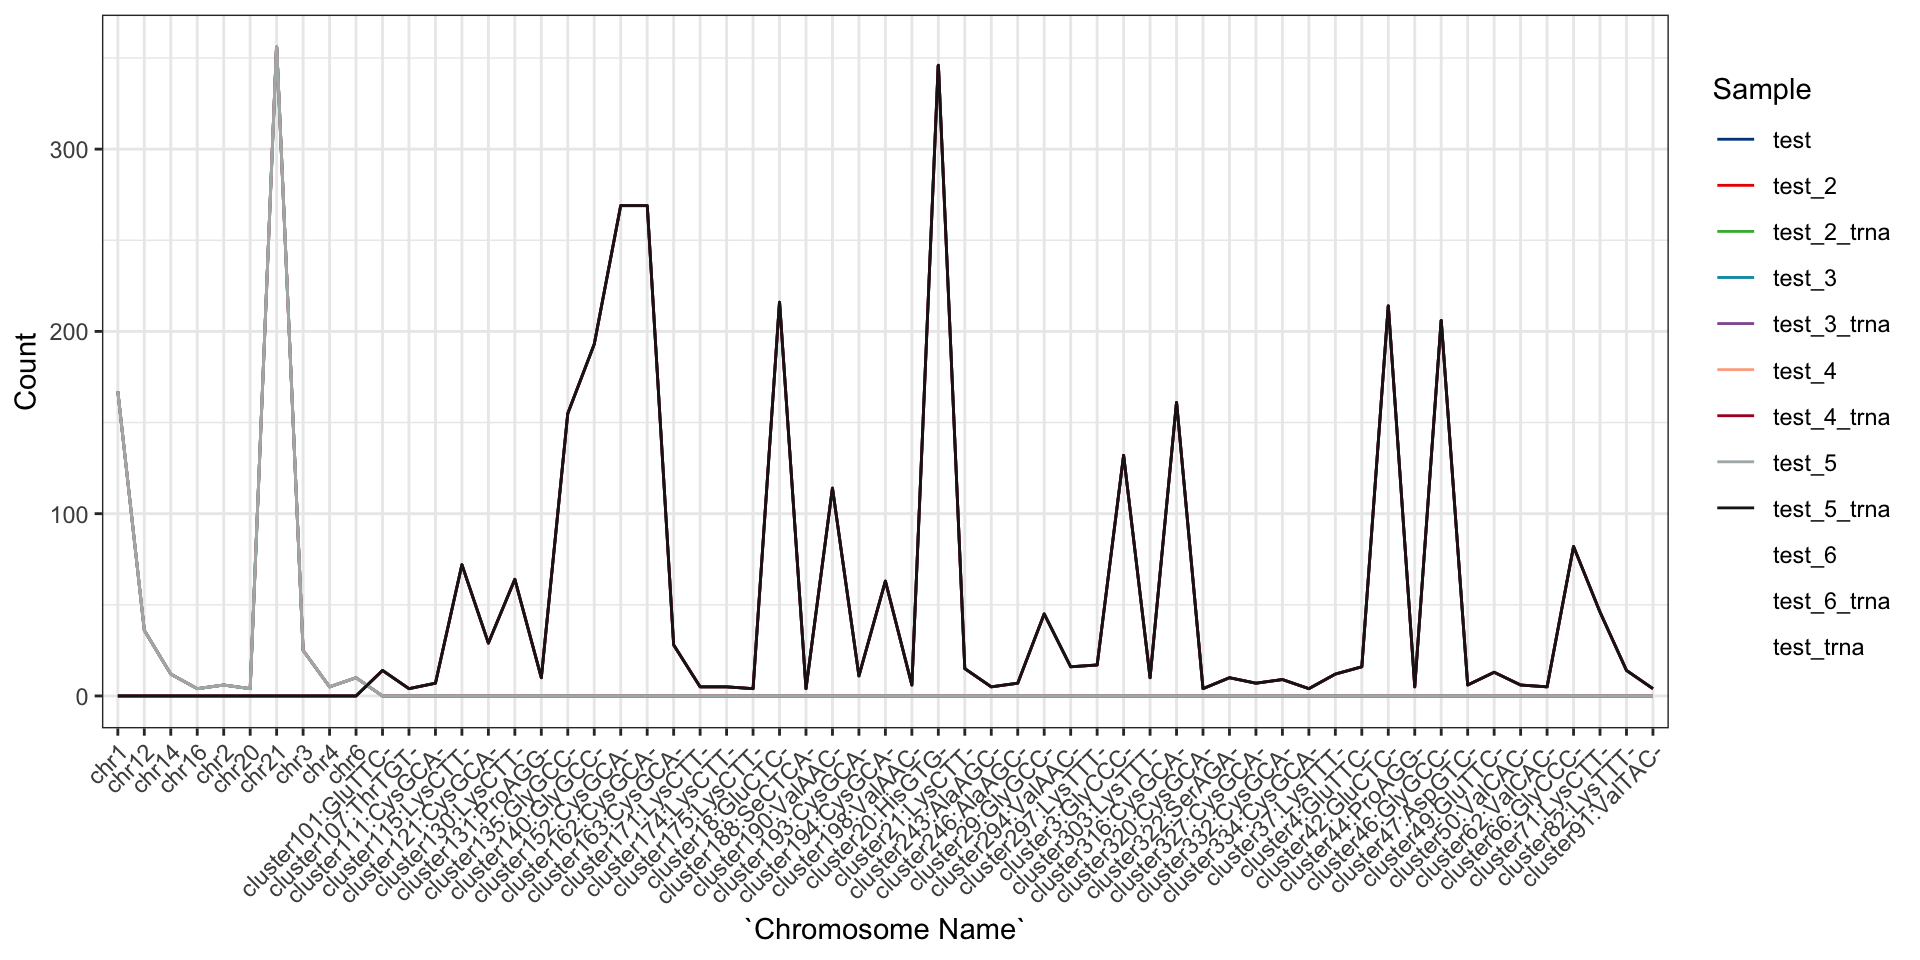 Count
300
200
100
0
chr1
chr12
chr14
chr16
chr2
chr20
chr21
chr3
chr4
chr6
cluster101:GluTTC-
cluster107:ThrTGT-
cluster111:CysGCA-
cluster115:LysCTT-
cluster121:CysGCA-
cluster130:LysCTT-
cluster131:ProAGG-
cluster135:GlyGCC-
cluster140:GlyGCC-
cluster152:CysGCA-
cluster162:CysGCA-
cluster163:CysGCA-
cluster171:LysCTT-
cluster174:LysCTT-
cluster175:LysCTT-
cluster18:GluCTC-
cluster188:SeCTCA-
cluster190:ValAAC-
cluster193:CysGCA-
cluster194:CysGCA-
cluster198:ValAAC-
cluster20:HisGTG-
cluster21:LysCTT-
cluster243:AlaAGC-
cluster246:AlaAGC-
cluster29:GlyGCC-
cluster294:ValAAC-
cluster297:LysTTT-
cluster3:GlyCCC-
cluster303:LysTTT-
cluster316:CysGCA-
cluster320:CysGCA-
cluster322:SerAGA-
cluster327:CysGCA-
cluster332:CysGCA-
cluster334:CysGCA-
cluster37:LysTTT-
cluster4:GluTTC-
cluster42:GluCTC-
cluster44:ProAGG-
cluster46:GlyGCC-
cluster47:AspGTC-
cluster49:GluTTC-
cluster50:ValCAC-
cluster62:ValCAC-
cluster66:GlyCCC-
cluster71:LysCTT-
cluster82:LysTTT-
cluster91:ValTAC-
`Chromosome Name`
Sample
test
test_2
test_2_trna
test_3
test_3_trna
test_4
test_4_trna
test_5
test_5_trna
test_6
test_6_trna
test_trna